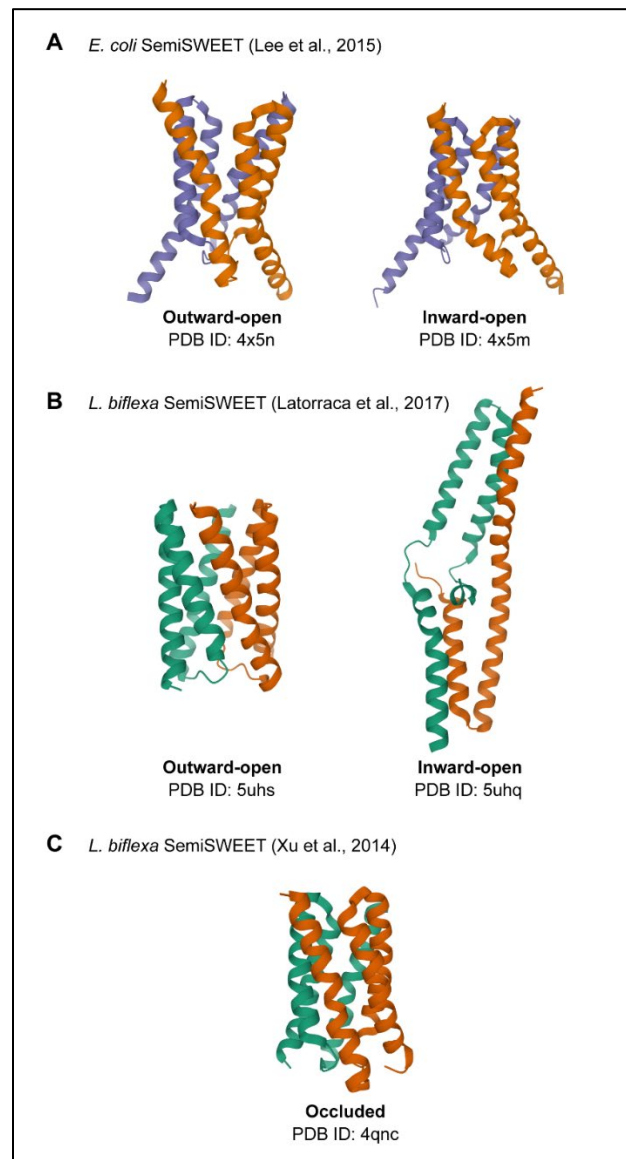 A E. coli SemiSWEET (Lee et al., 2015)
Outward-open
PDB ID: 4x5n
Inward-open
PDB ID: 4x5m
B L. biflexa SemiSWEET (Latorraca et al., 2017)
Outward-open
PDB ID: 5uhs
Inward-open
PDB ID: 5uhq
C L. biflexa SemiSWEET (Xu et al., 2014)
Occluded
PDB ID: 4qnc